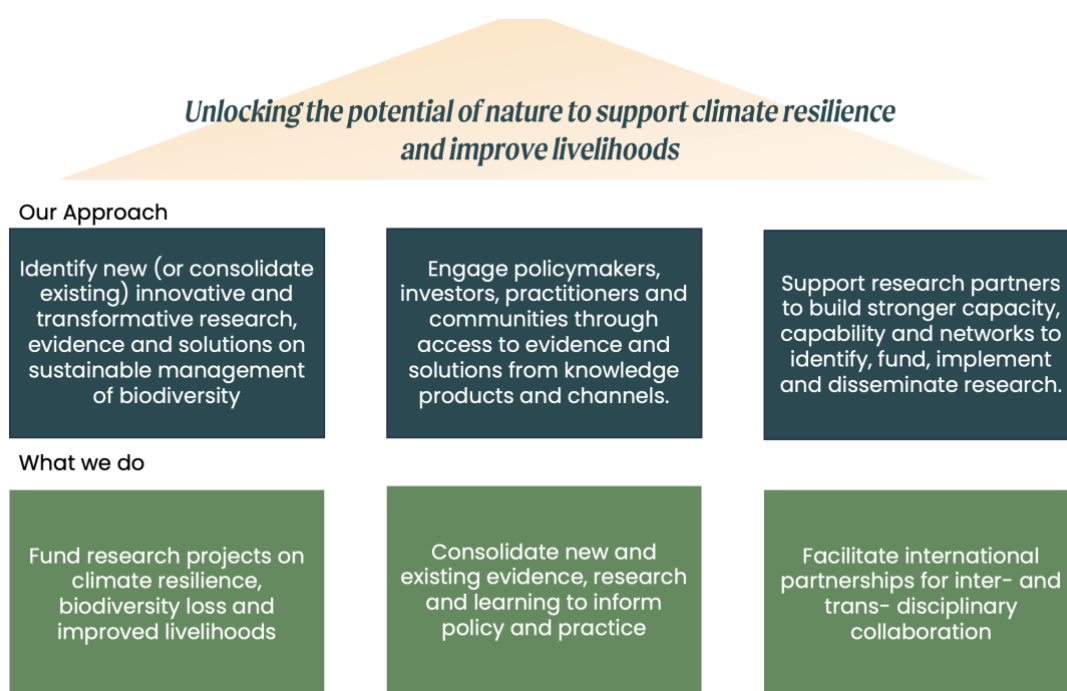 Unlocking the potential of nature to support climate resilience
and improve livelihoods
Our Approach
Identify new (or consolidate
existing) innovative and
transformative research,
evidence and solutions on
sustainable management
of biodiversity
Engage policymakers,
investors, practitioners and
communities through
access to evidence and
solutions from knowledge
products and channels.
Support research partners
to build stronger capacity,
capability and networks to
identify, fund, implement
and disseminate research.
What we do
Fund research projects on
climate resilience,
biodiversity loss and
improved livelihoods
Consolidate new and
existing evidence, research
and learning to inform
policy and practice
Facilitate international
partnerships for inter- and
trans- disciplinary
collaboration